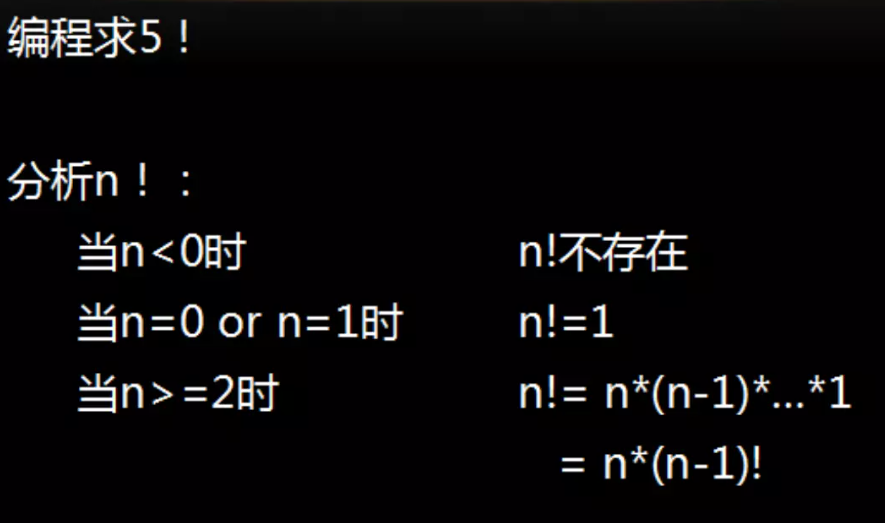 编程求5！
分析n！：
当n<0时 n!不存在
当n=0 or n=1时 n!=1
当n>=2时 n!= n*(n-1)*...*1
= n*(n-1)!